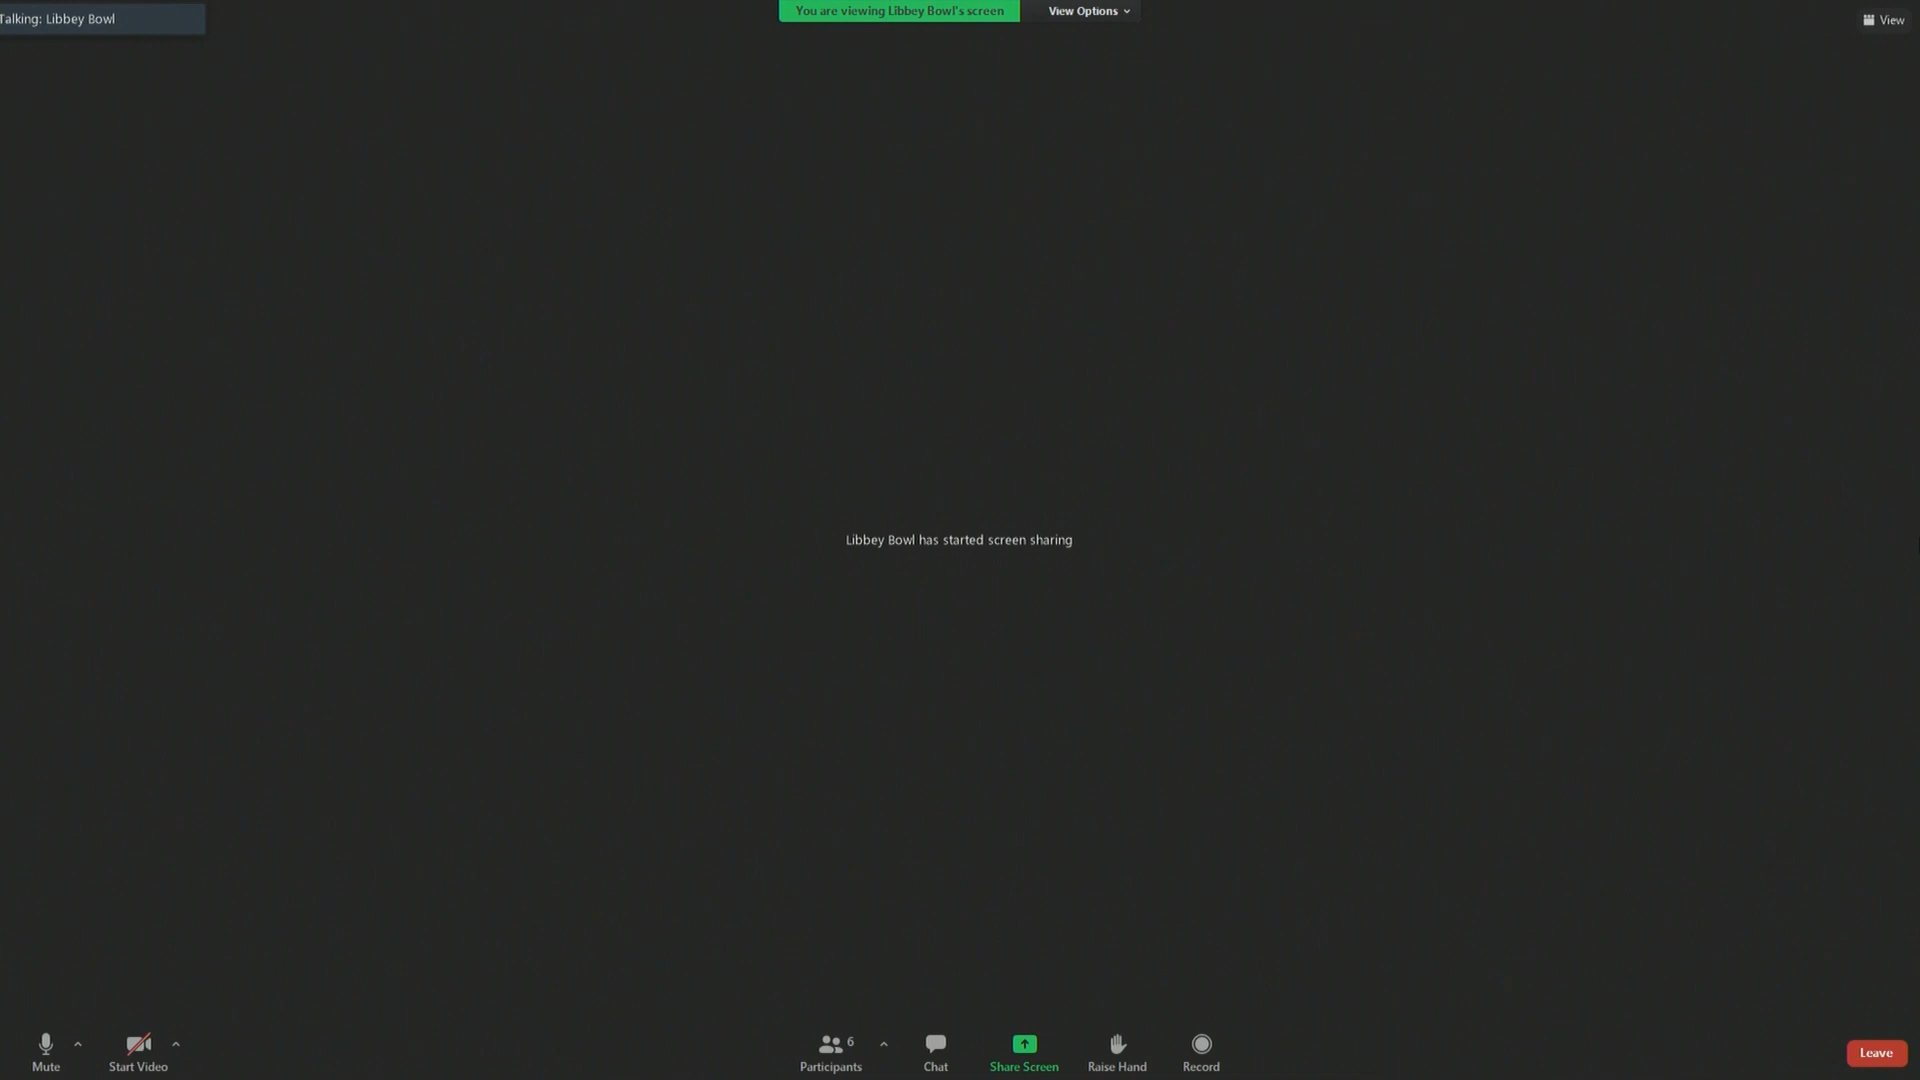 Talking: Libbey Bowl
You are viewing Libbey Bowl's screen
View Options
View
Libbey Bowl has started screen sharing
Mute
Start Video
6
Participants
Chat
Share Screen
Raise Hand
Record
Leave